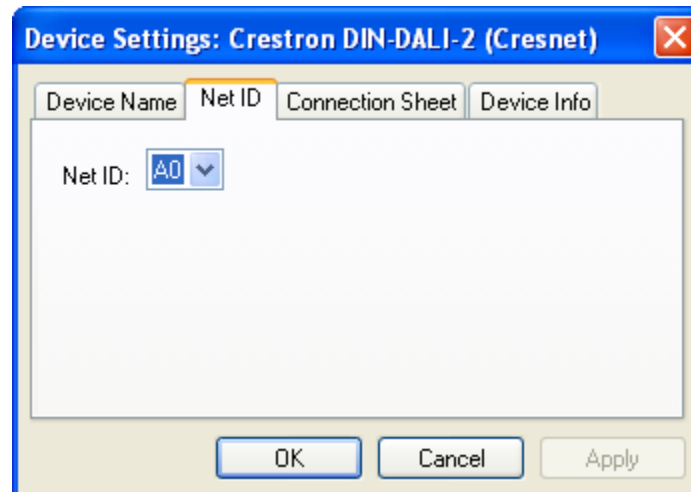 Device Settings: Crestron DIN-DALI-2 (Cresnet)
Device Name Net ID Connection Sheet Device Info
Net ID: A0
OK Cancel Apply